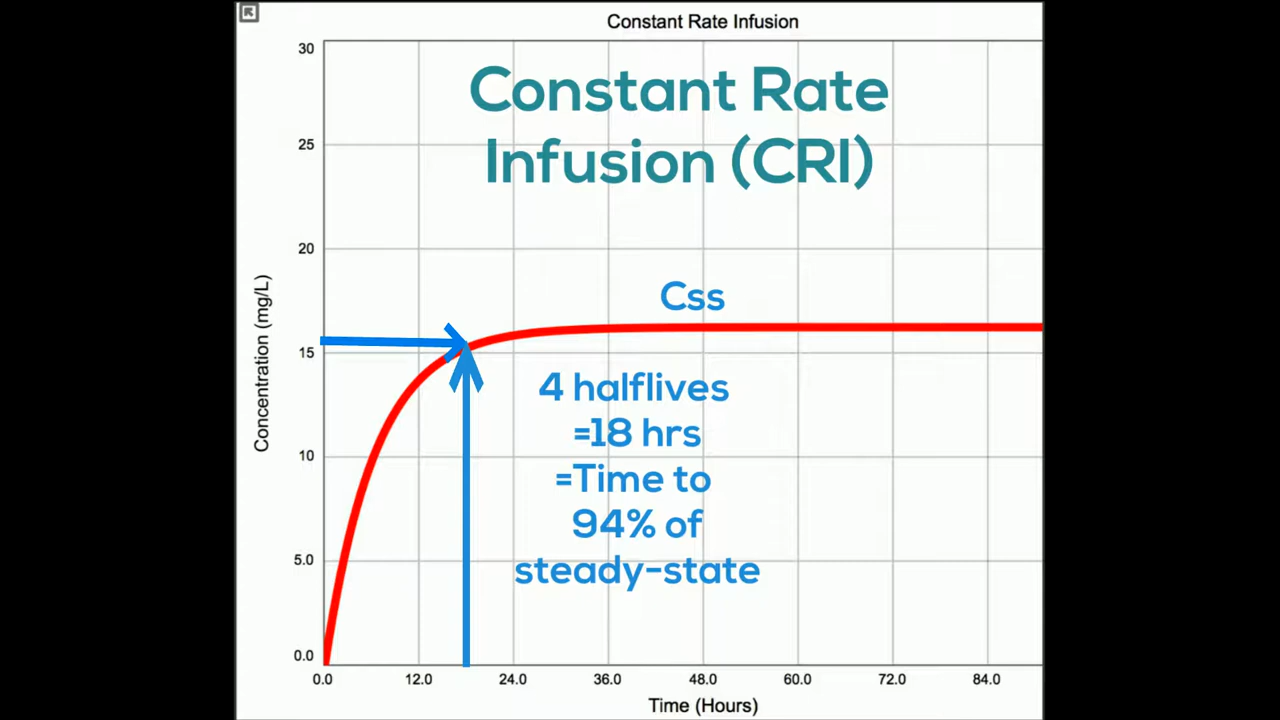 Constant Rate Infusion
30
Constant Rate
Infusion (CRI)
25
20
Css
15
4 halflives
=18 hrs
=Time to
94% of
steady-state
10
5.0
0.0
Concentration (mg/L)
0.0 12.0 24.0 36.0 48.0 60.0 72.0 84.0
Time (Hours)